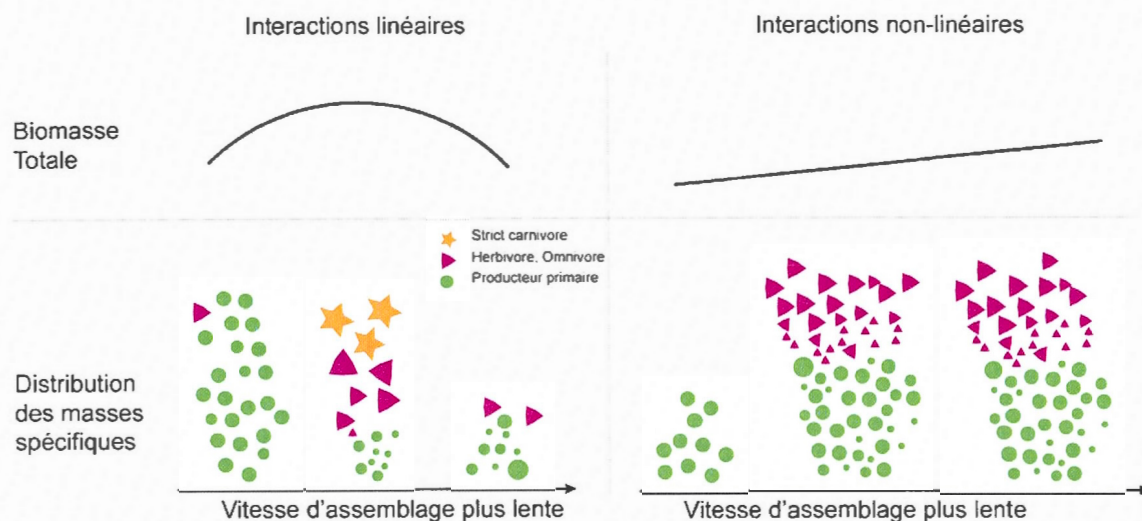 Interactions linéaires
Interactions non-linéaires
Biomasse
Totale
Strict carnivore
Herbivore, Omnivore
Producteur primaire
Distribution
des masses
spécifiques
Vitesse d'assemblage plus lente
Vitesse d'assemblage plus lente